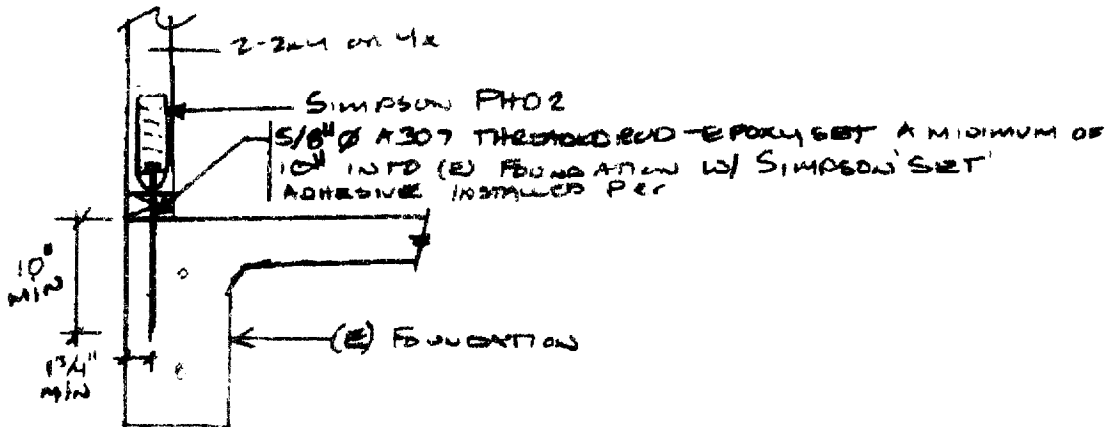 2-2x4 or 4x
SIMPSON PHD2
5/8" Ø A307 THREADED ROD - EPOXY SET A MINIMUM OF
10" INTO (E) FOUNDATION W/ SIMPSON 'SET'
ADHESIVE INSTALLED PER
10"
MIN
(E) FOUNDATION
1 3/4"
MIN